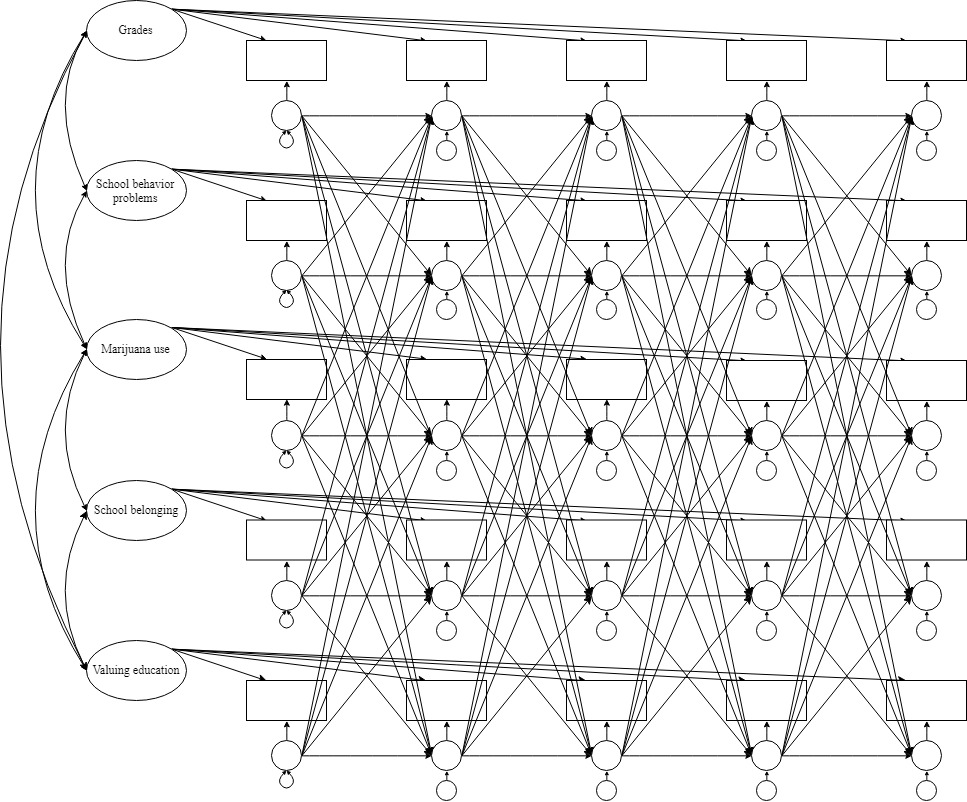 Grades
School behavior
problems
Marijuana use
School belonging
Valuing education